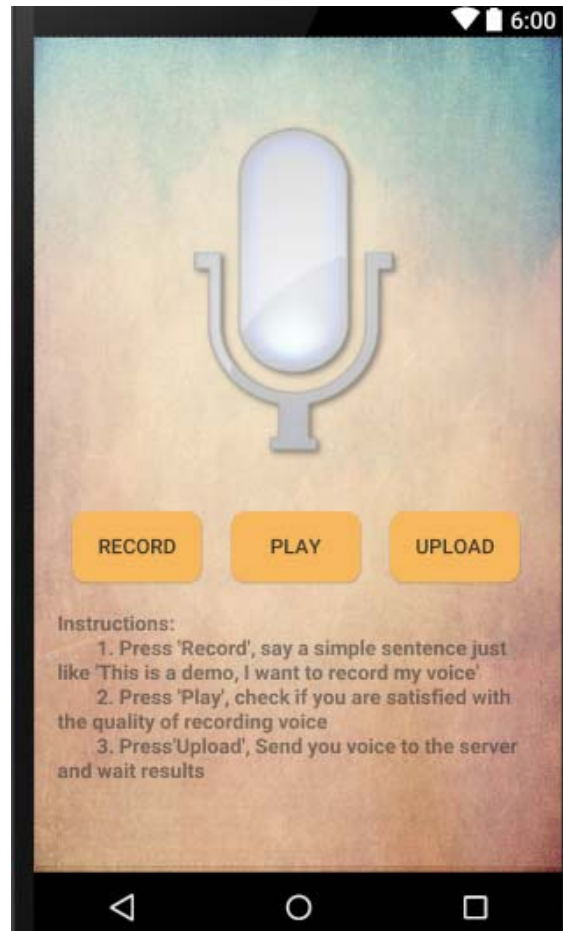 6:00
RECORD PLAY UPLOAD
Instructions:
1. Press 'Record', say a simple sentence just
like 'This is a demo, I want to record my voice'
2. Press 'Play', check if you are satisfied with
the quality of recording voice
3. Press'Upload', Send you voice to the server
and wait results